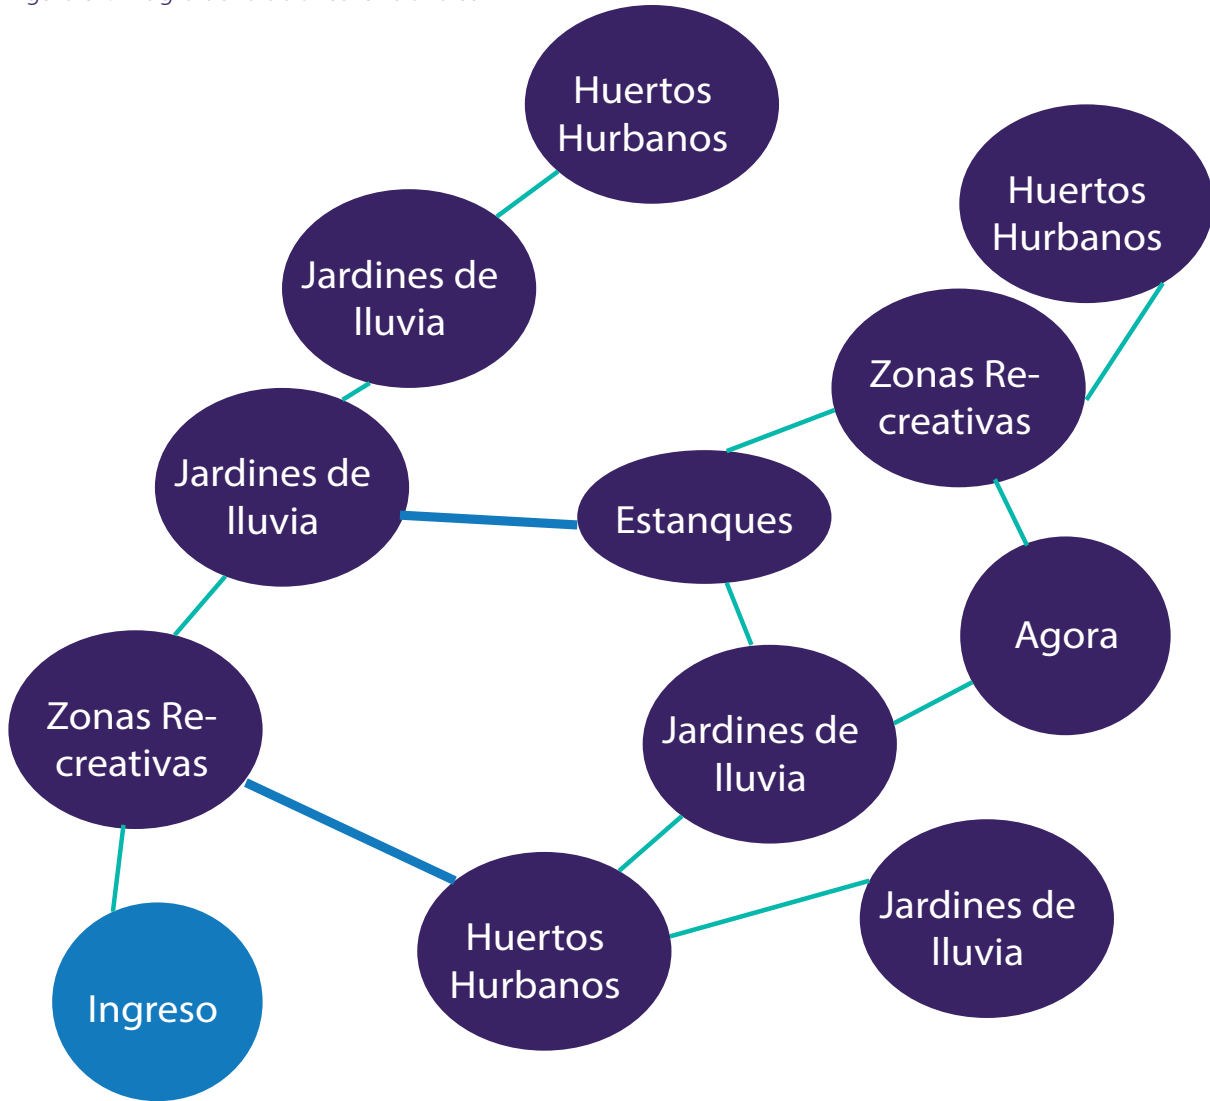 Huertos
Hurbanos
Huertos
Hurbanos
Jardines de
lluvia
Zonas Re-
creativas
Jardines de
lluvia
Estanques
Agora
Zonas Re-
creativas
Jardines de
lluvia
Jardines de
lluvia
Huertos
Hurbanos
Ingreso